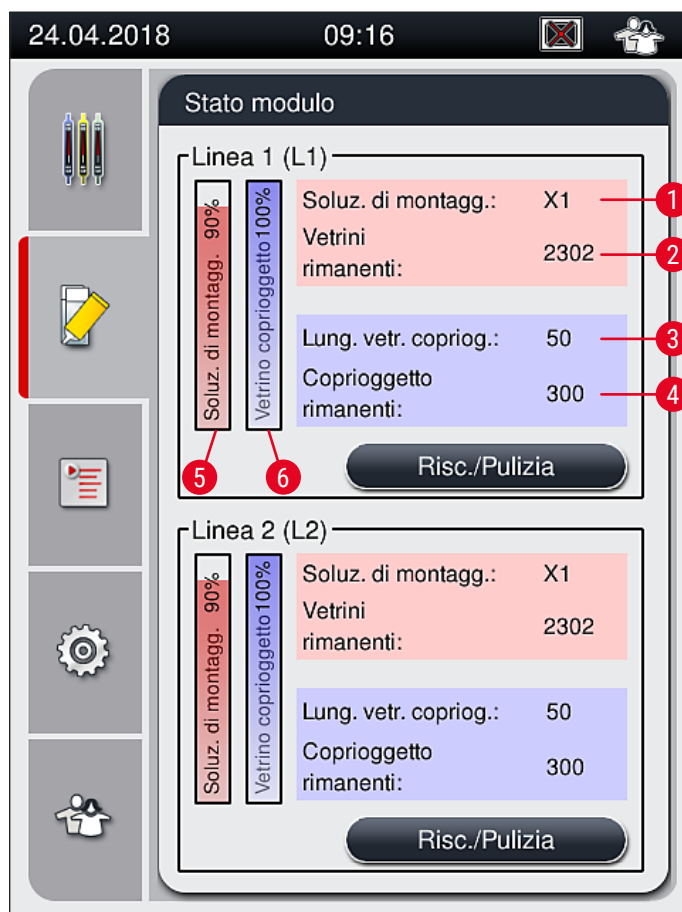 24.04.2018 09:16
Stato modulo
Linea 1 (L1)
Soluz. di montagg. 90%
Vetrino coprioggetto 100%
Soluz. di montagg.: X1 1
Vetrini
rimanenti: 2302 2
Lung. vetr. copriog.: 50 3
Coprioggetto
rimanenti: 300 4
5 6
Risc./Pulizia
Linea 2 (L2)
Soluz. di montagg. 90%
Vetrino coprioggetto 100%
Soluz. di montagg.: X1
Vetrini
rimanenti: 2302
Lung. vetr. copriog.: 50
Coprioggetto
rimanenti: 300
Risc./Pulizia